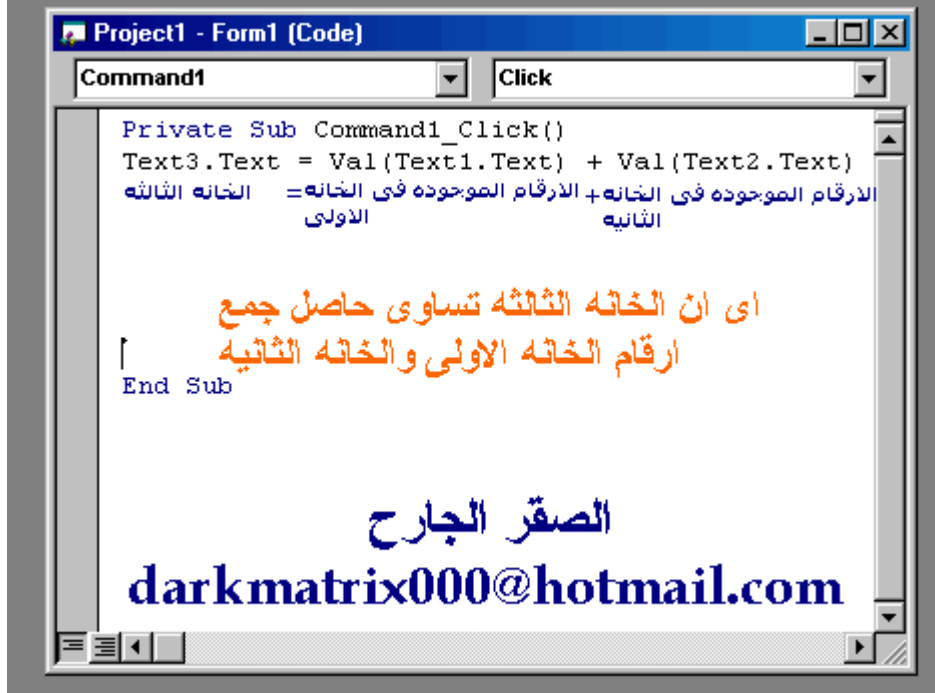 Project1 - Form1 (Code)
Command1 Click
Private Sub Command1_Click()
Text3.Text = Val(Text1.Text) + Val(Text2.Text)
الخانه الثالثه =الارقام الموجوده فى الخانه +الارقام الموجوده فى الخانه
الاولى الثانيه
اى ان الخانه الثالثه تساوى حاصل جمع
ارقام الخانه الاولى والخانه الثانيه
End Sub
الصقر الجارح
darkmatrix000@hotmail.com